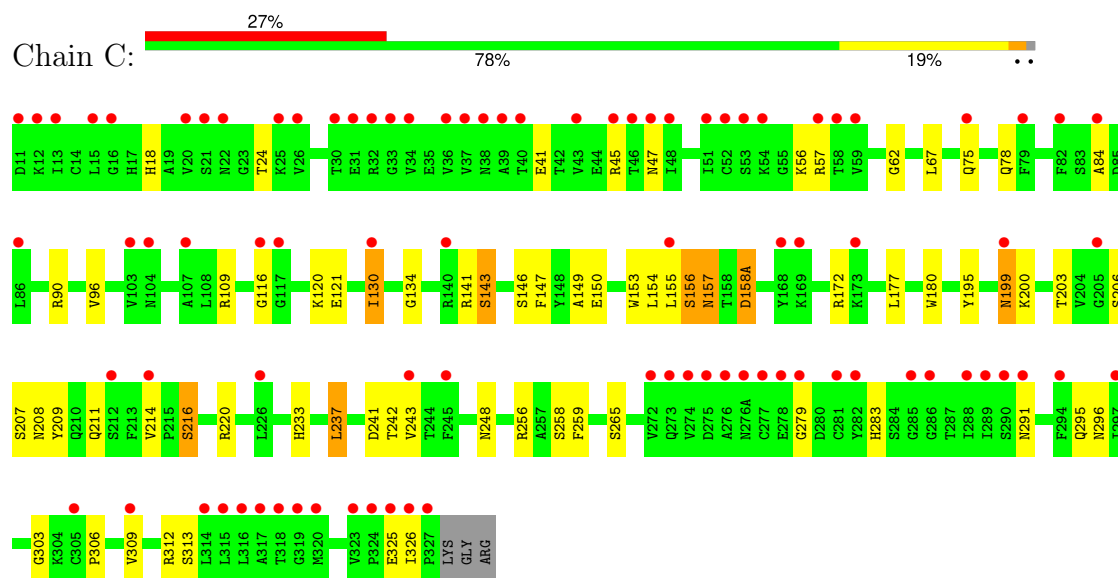 27%
Chain C:
78% 19% ••
D11 K12 I13 C14 L15 G16 H17 H18 A19 V20 S21 N22 G23 T24 K25 V26 T30 E31 R32 G33 V34 E35 V36 V37 N38 A39 T40 E41 T42 V43 E44 R45 T46 N47 I48 I51 C52 S53 K54 G55 K56 R57 T58 V59 G62 L67 Q75 Q78 F79 F82 S83 A84 D85
L86 R90 V96 V103 N104 A107 L108 R109 G116 G117 K120 E121 I130 G134 R140 R141 S143 S146 F147 Y148 A149 E150 W153 L154 L155 S156 N157 T158 D158A Y168 K169 R172 K173 L177 W180 Y195 N199 K200 T203 V204 G205 S206
S207 N208 Y209 Q210 Q211 S212 F213 V214 P215 S216 R220 L226 H233 L237 D241 T242 V243 T244 F245 N248 R256 A257 S258 F259 S265 V272 Q273 V274 D275 A276 N276A C277 E278 G279 D280 C281 Y282 H283 S284 G285 G286 T287 I288 I289 S290 N291 F294 Q295 N296 I297
G303 K304 C305 P306 V309 R312 S313 L314 L315 L316 A317 T318 G319 M320 V323 P324 E325 I326 P327 LYS GLY ARG